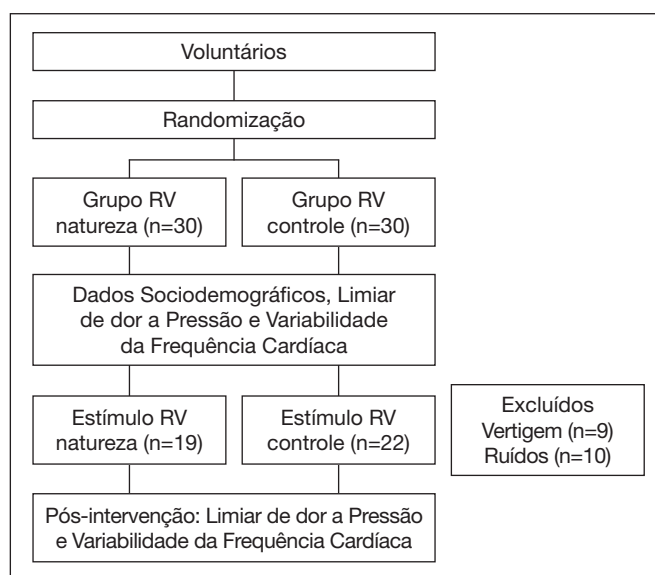 Voluntários
Randomização
Grupo RV
natureza (n=30)
Grupo RV
controle (n=30)
Dados Sociodemográficos, Limiar
de dor a Pressão e Variabilidade
da Frequência Cardíaca
Estímulo RV
natureza (n=19)
Estímulo RV
controle (n=22)
Excluídos
Vertigem (n=9)
Ruídos (n=10)
Pós-intervenção: Limiar de dor a Pressão
e Variabilidade da Frequência Cardíaca